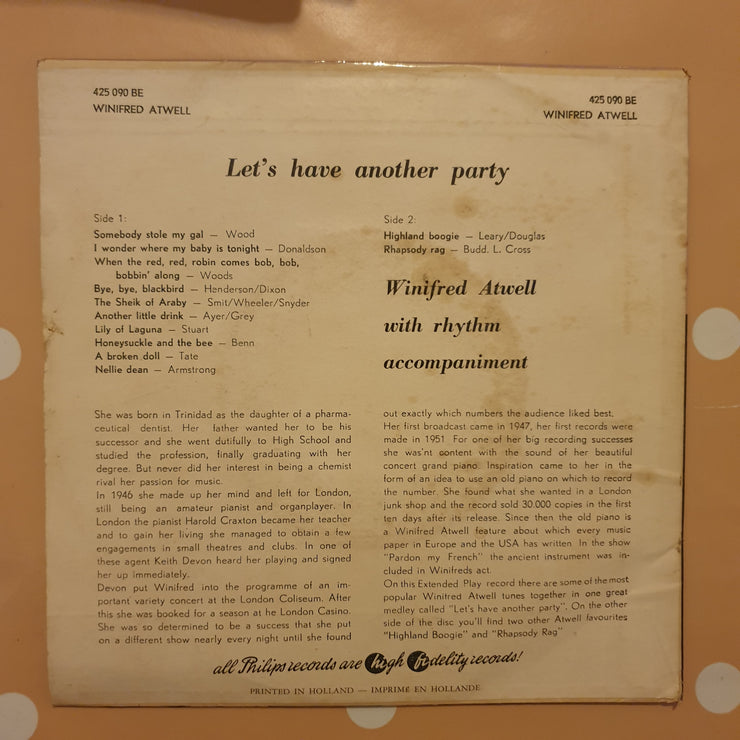 425 090 BE
WINIFRED ATWELL
425 090 BE
WINIFRED ATWELL
Let's have another party
Side 1:
Somebody stole my gal — Wood
I wonder where my baby is tonight — Donaldson
When the red, red, robin comes bob, bob,
bobbin' along — Woods
Bye, bye, blackbird — Henderson/Dixon
The Sheik of Araby — Smit/Wheeler/Snyder
Another little drink — Ayer/Grey
Lily of Laguna — Stuart
Honeysuckle and the bee — Benn
A broken doll — Tate
Nellie dean — Armstrong
Side 2:
Highland boogie — Leary/Douglas
Rhapsody rag — Budd. L. Cross
Winifred Atwell
with rhythm
accompaniment
She was born in Trinidad as the daughter of a pharma-
ceutical dentist. Her father wanted her to be his
successor and she went dutifully to High School and
studied the profession, finally graduating with her
degree. But never did her interest in being a chemist
rival her passion for music.
In 1946 she made up her mind and left for London,
still being an amateur pianist and organplayer. In
London the pianist Harold Craxton became her teacher
and to gain her living she managed to obtain a few
engagements in small theatres and clubs. In one of
these agent Keith Devon heard her playing and signed
her up immediately.
Devon put Winifred into the programme of an im-
portant variety concert at the London Coliseum. After
this she was booked for a season at he London Casino.
She was so determined to be a success that she put
on a different show nearly every night until she found
out exactly which numbers the audience liked best.
Her first broadcast came in 1947, her first records were
made in 1951. For one of her big recording successes
she was'nt content with the sound of her beautiful
concert grand piano. Inspiration came to her in the
form of an idea to use an old piano on which to record
the number. She found what she wanted in a London
junk shop and the record sold 30.000 copies in the first
ten days after its release. Since then the old piano is
a Winifred Atwell feature about which every music
paper in Europe and the USA has written. In the show
"Pardon my French" the ancient instrument was in-
cluded in Winifreds act.
On this Extended Play record there are some of the most
popular Winifred Atwell tunes together in one great
medley called "Let's have another party". On the other
side of the disc you'll find two other Atwell favourites
"Highland Boogie" and "Rhapsody Rag"
all Philips records are high fidelity records!
PRINTED IN HOLLAND — IMPRIMÉ EN HOLLANDE